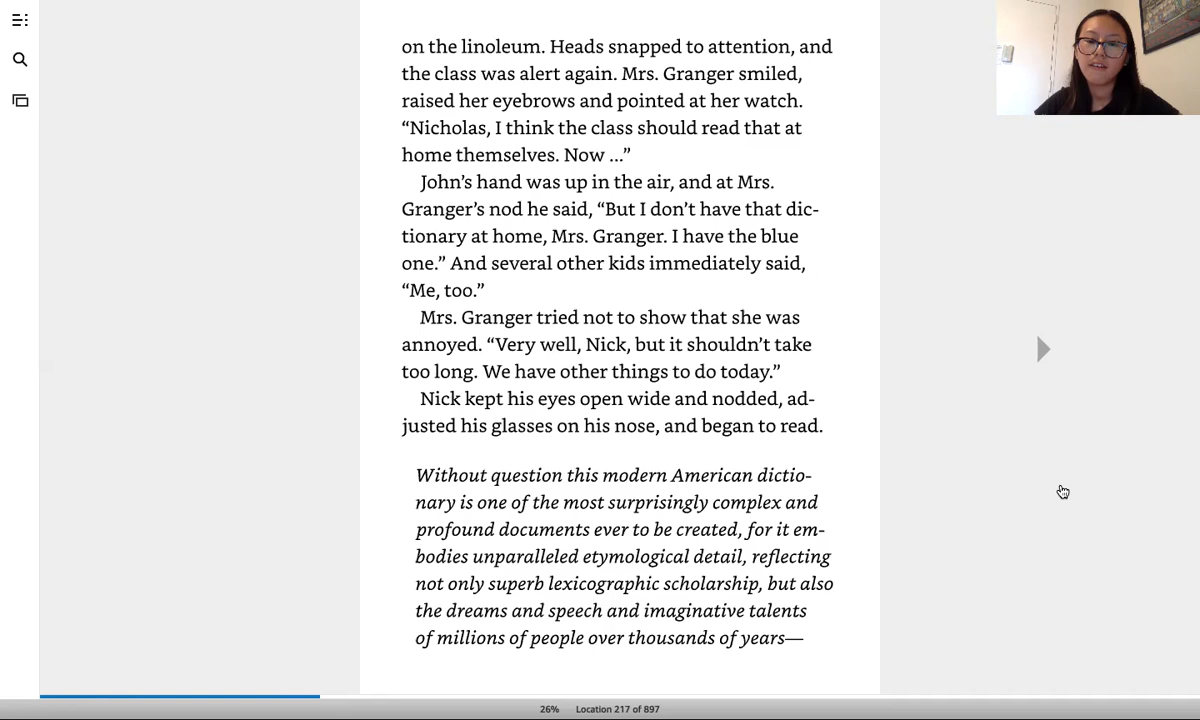 on the linoleum. Heads snapped to attention, and
the class was alert again. Mrs. Granger smiled,
raised her eyebrows and pointed at her watch.
“Nicholas, I think the class should read that at
home themselves. Now ...”
John’s hand was up in the air, and at Mrs.
Granger’s nod he said, “But I don’t have that dic-
tionary at home, Mrs. Granger. I have the blue
one.” And several other kids immediately said,
“Me, too.”
Mrs. Granger tried not to show that she was
annoyed. “Very well, Nick, but it shouldn’t take
too long. We have other things to do today.”
Nick kept his eyes open wide and nodded, ad-
justed his glasses on his nose, and began to read.
Without question this modern American dictio-
nary is one of the most surprisingly complex and
profound documents ever to be created, for it em-
bodies unparalleled etymological detail, reflecting
not only superb lexicographic scholarship, but also
the dreams and speech and imaginative talents
of millions of people over thousands of years—
26% Location 217 of 897